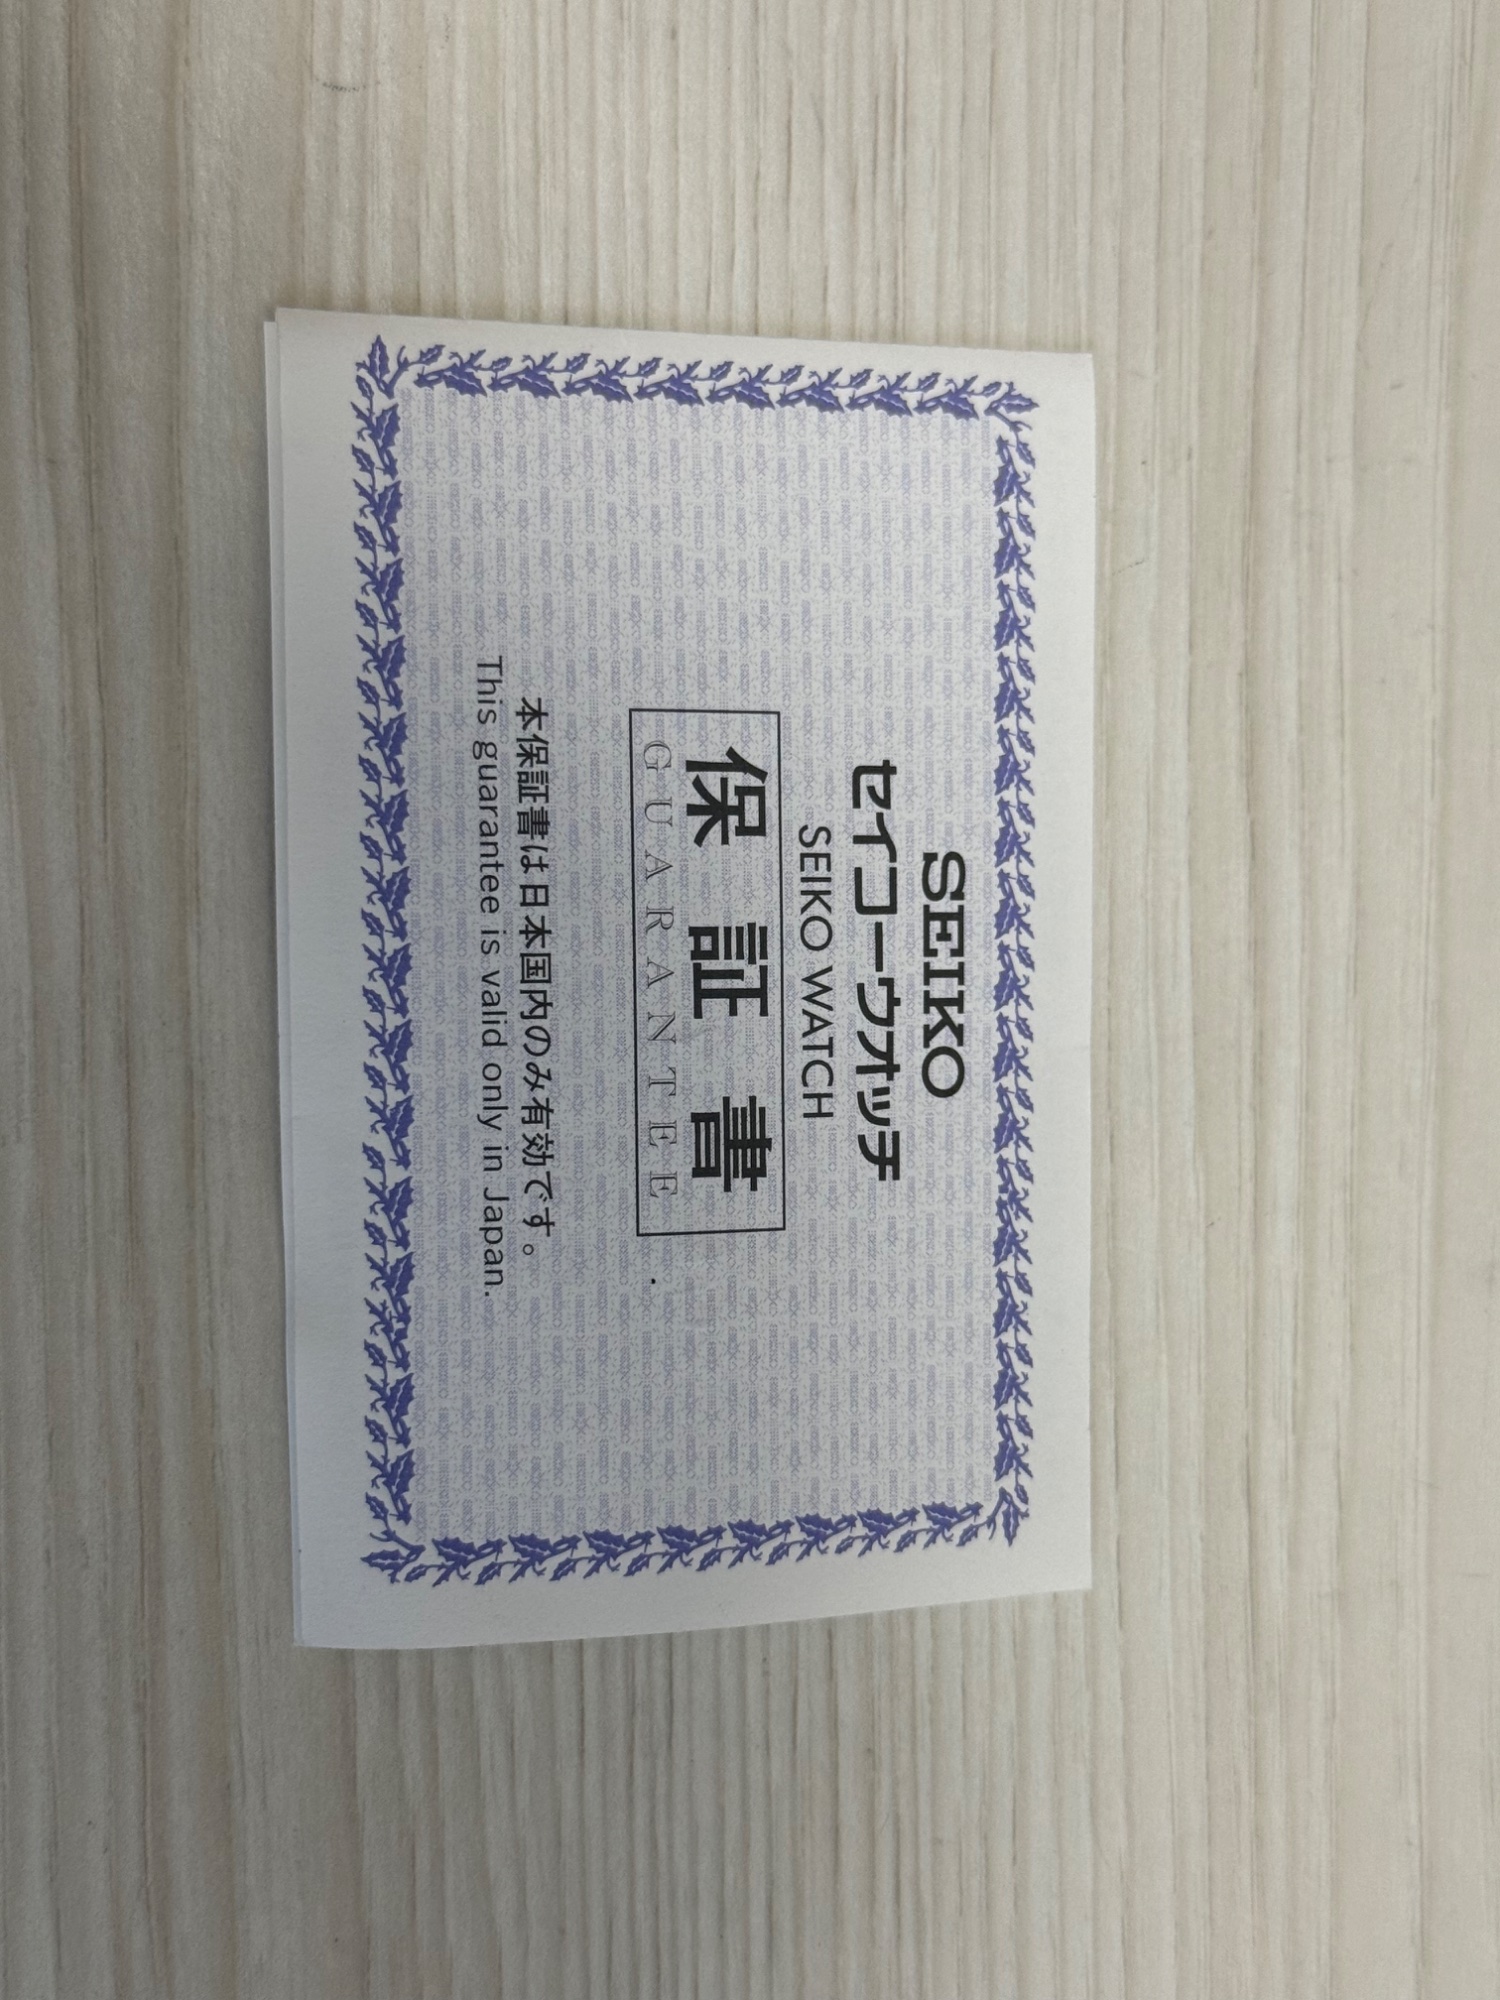 SEIKO
セイコーウオッチ
SEIKO WATCH
保証書
GUARANTEE
本保証書は日本国内のみ有効です。
This guarantee is valid only in Japan.